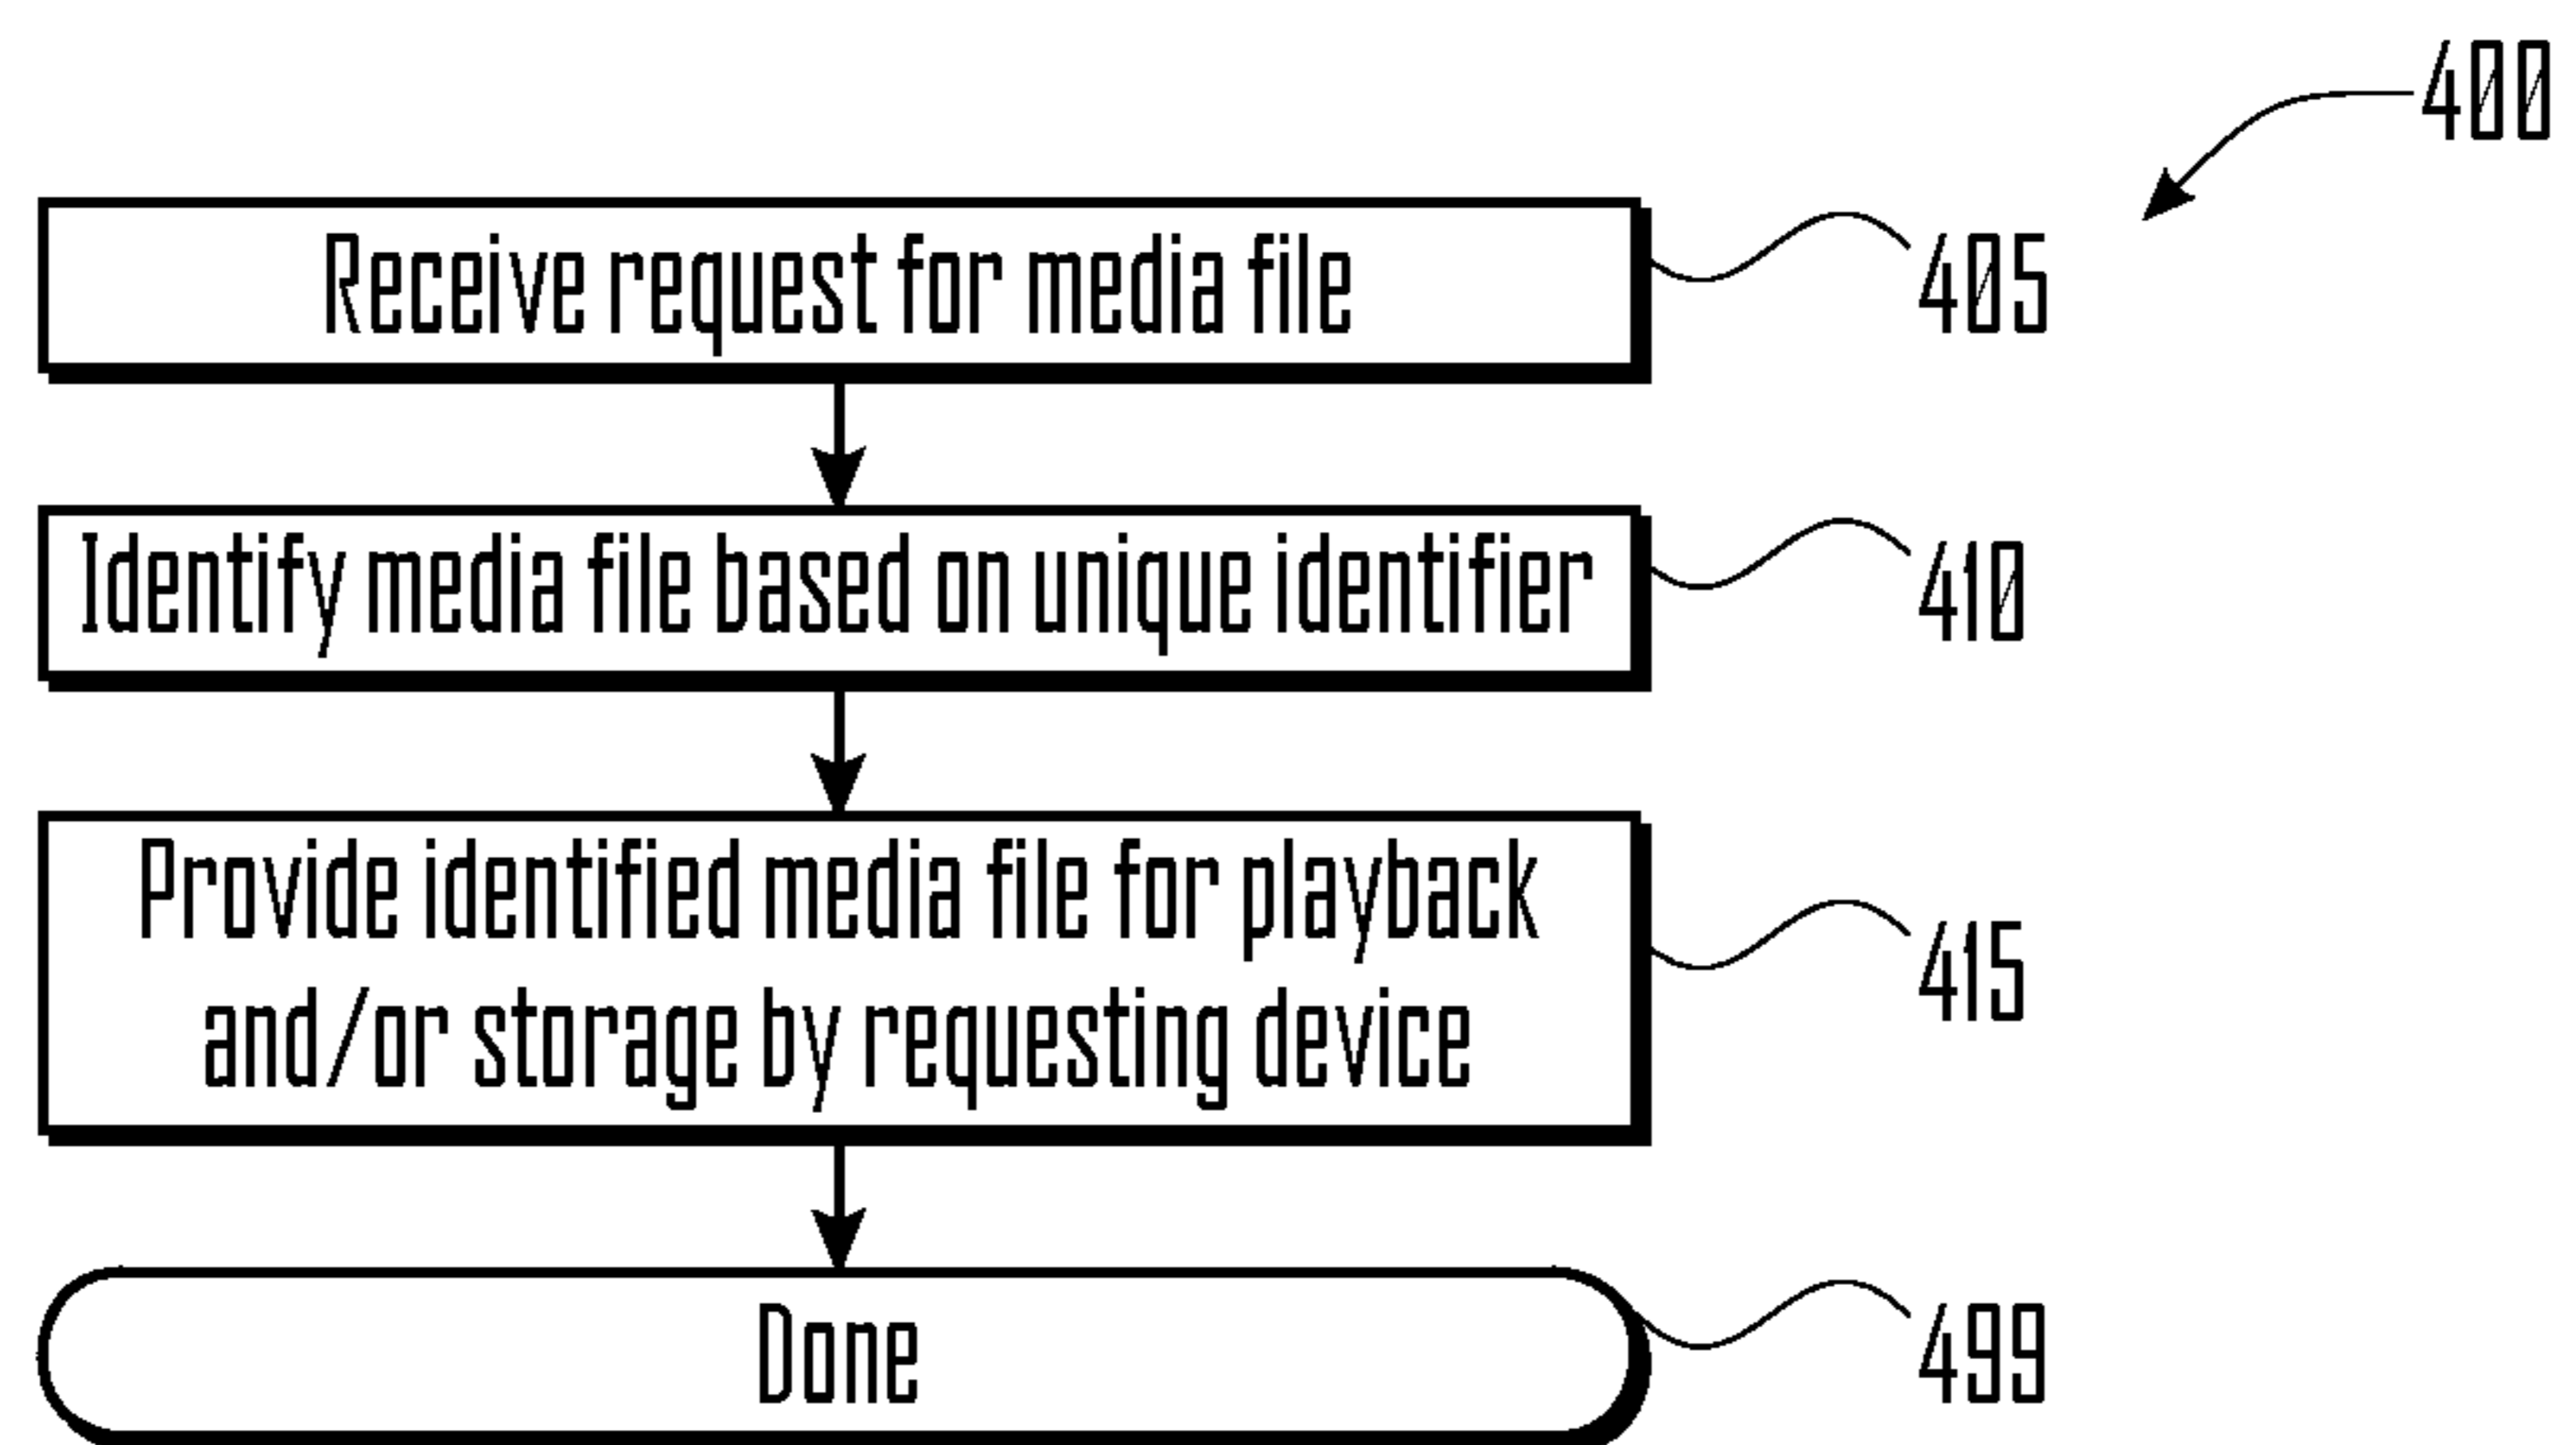 400
Receive request for media file
405
Identify media file based on unique identifier
410
Provide identified media file for playback
and/or storage by requesting device
415
Done
499